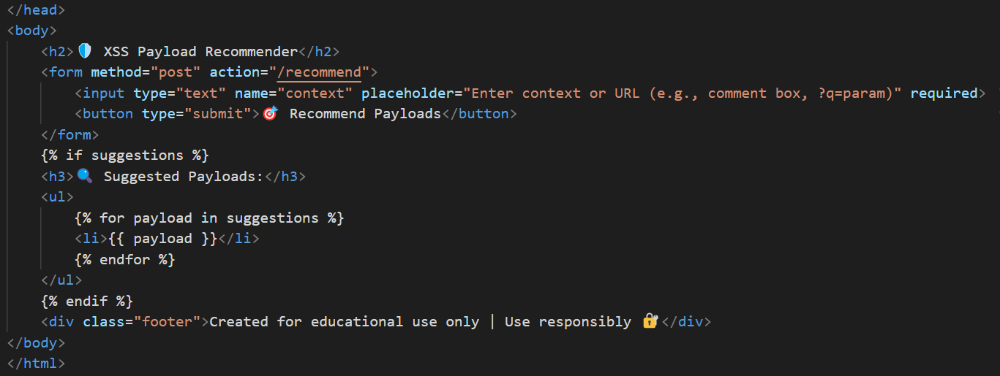 </head>
<body>
    <h2>🛡️ XSS Payload Recommender</h2>
    <form method="post" action="/recommend">
        <input type="text" name="context" placeholder="Enter context or URL (e.g., comment box, ?q=param)" required>
        <button type="submit">🎯 Recommend Payloads</button>
    </form>
    {% if suggestions %}
    <h3>🔍 Suggested Payloads:</h3>
    <ul>
        {% for payload in suggestions %}
        <li>{{ payload }}</li>
        {% endfor %}
    </ul>
    {% endif %}
    <div class="footer">Created for educational use only | Use responsibly 🔐</div>
</body>
</html>